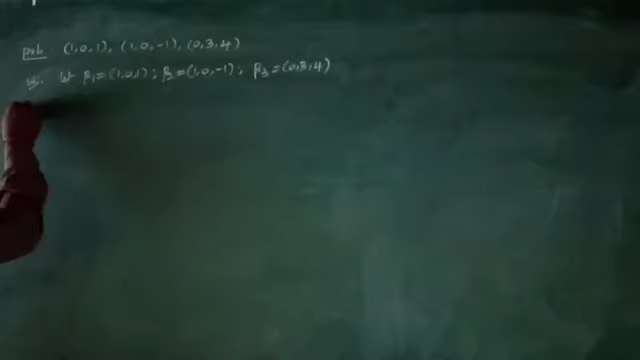 prob (1,0,1), (1,0,-1), (0,3,4)
sol. let β₁=(1,0,1) ; β₂=(1,0,-1) ; β₃=(0,3,4)